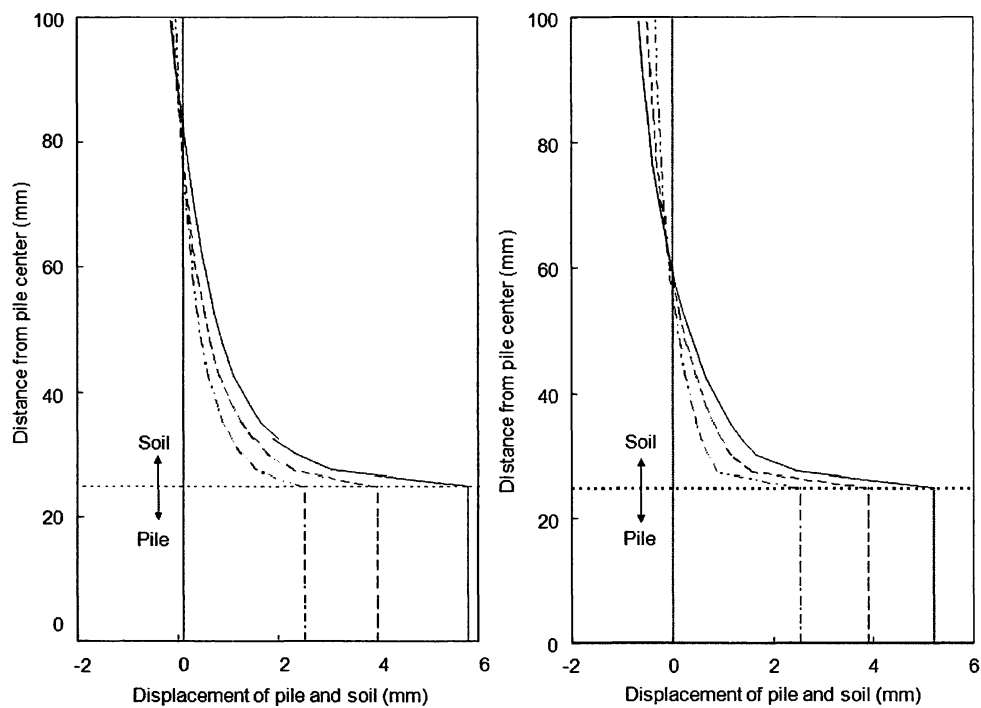 100
80
60
40
20
0
Distance from pile center (mm)
Soil
Pile
-2 0 2 4 6
Displacement of pile and soil (mm)
100
80
60
40
20
0
Distance from pile center (mm)
Soil
Pile
-2 0 2 4 6
Displacement of pile and soil (mm)